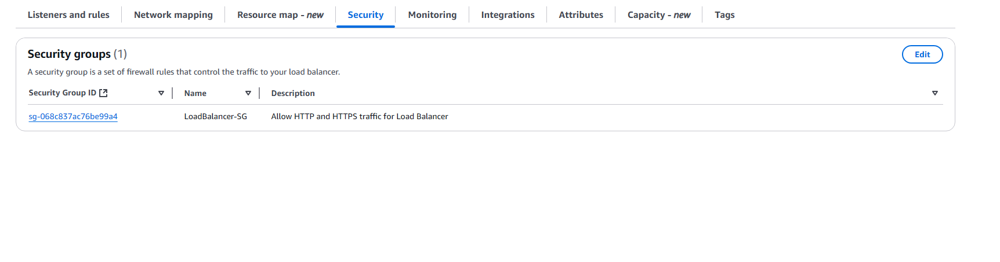 Listeners and rules Network mapping Resource map - new Security Monitoring Integrations Attributes Capacity - new Tags
Security groups (1) Edit
A security group is a set of firewall rules that control the traffic to your load balancer.
Security Group ID Name Description
sg-068c837ac76be99a4 LoadBalancer-SG Allow HTTP and HTTPS traffic for Load Balancer